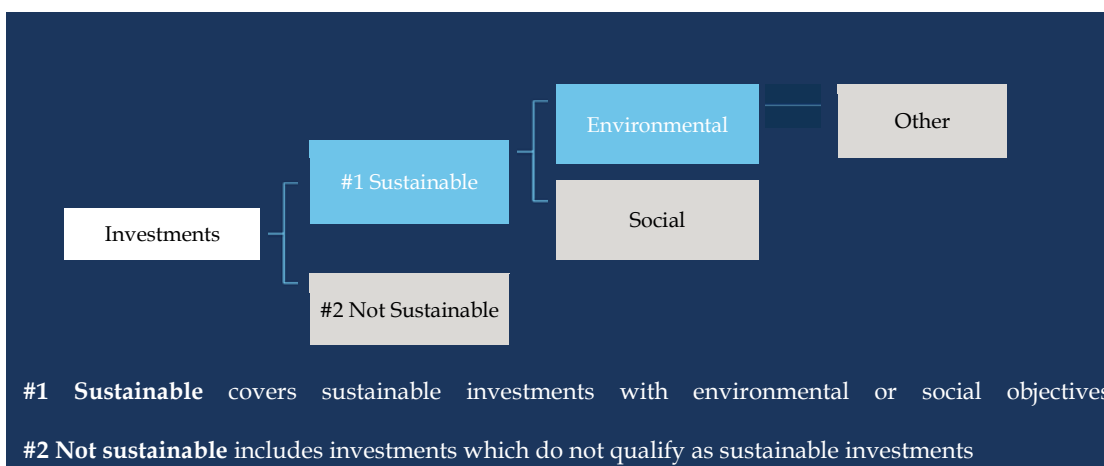 Environmental
Other
#1 Sustainable
Social
Investments
#2 Not Sustainable
#1 Sustainable covers sustainable investments with environmental or social objectives
#2 Not sustainable includes investments which do not qualify as sustainable investments